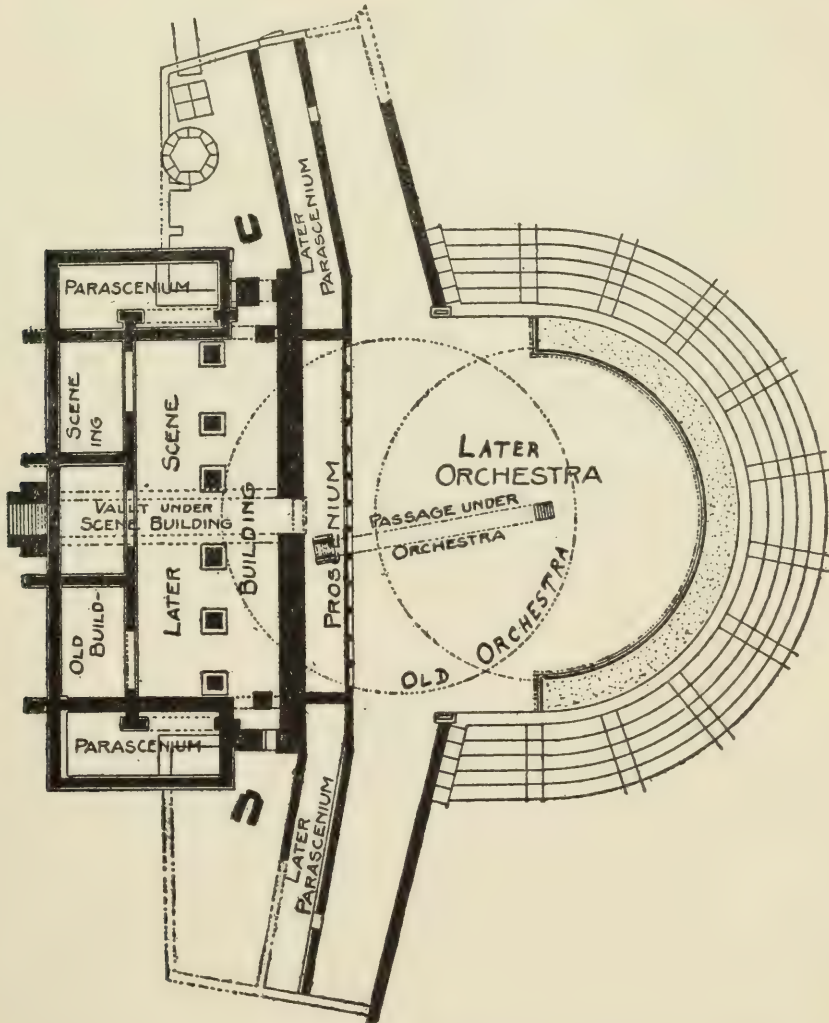 LATER
PARASCENIUM
PARASCENIUM
SCENE
ING
LATER SCENE
BUILDING
VAULT UNDER
SCENE BUILDING
OLD
BUILD-
PROSCENIUM
LATER
ORCHESTRA
PASSAGE UNDER
ORCHESTRA
OLD ORCHESTRA
PARASCENIUM
LATER
PARASCENIUM